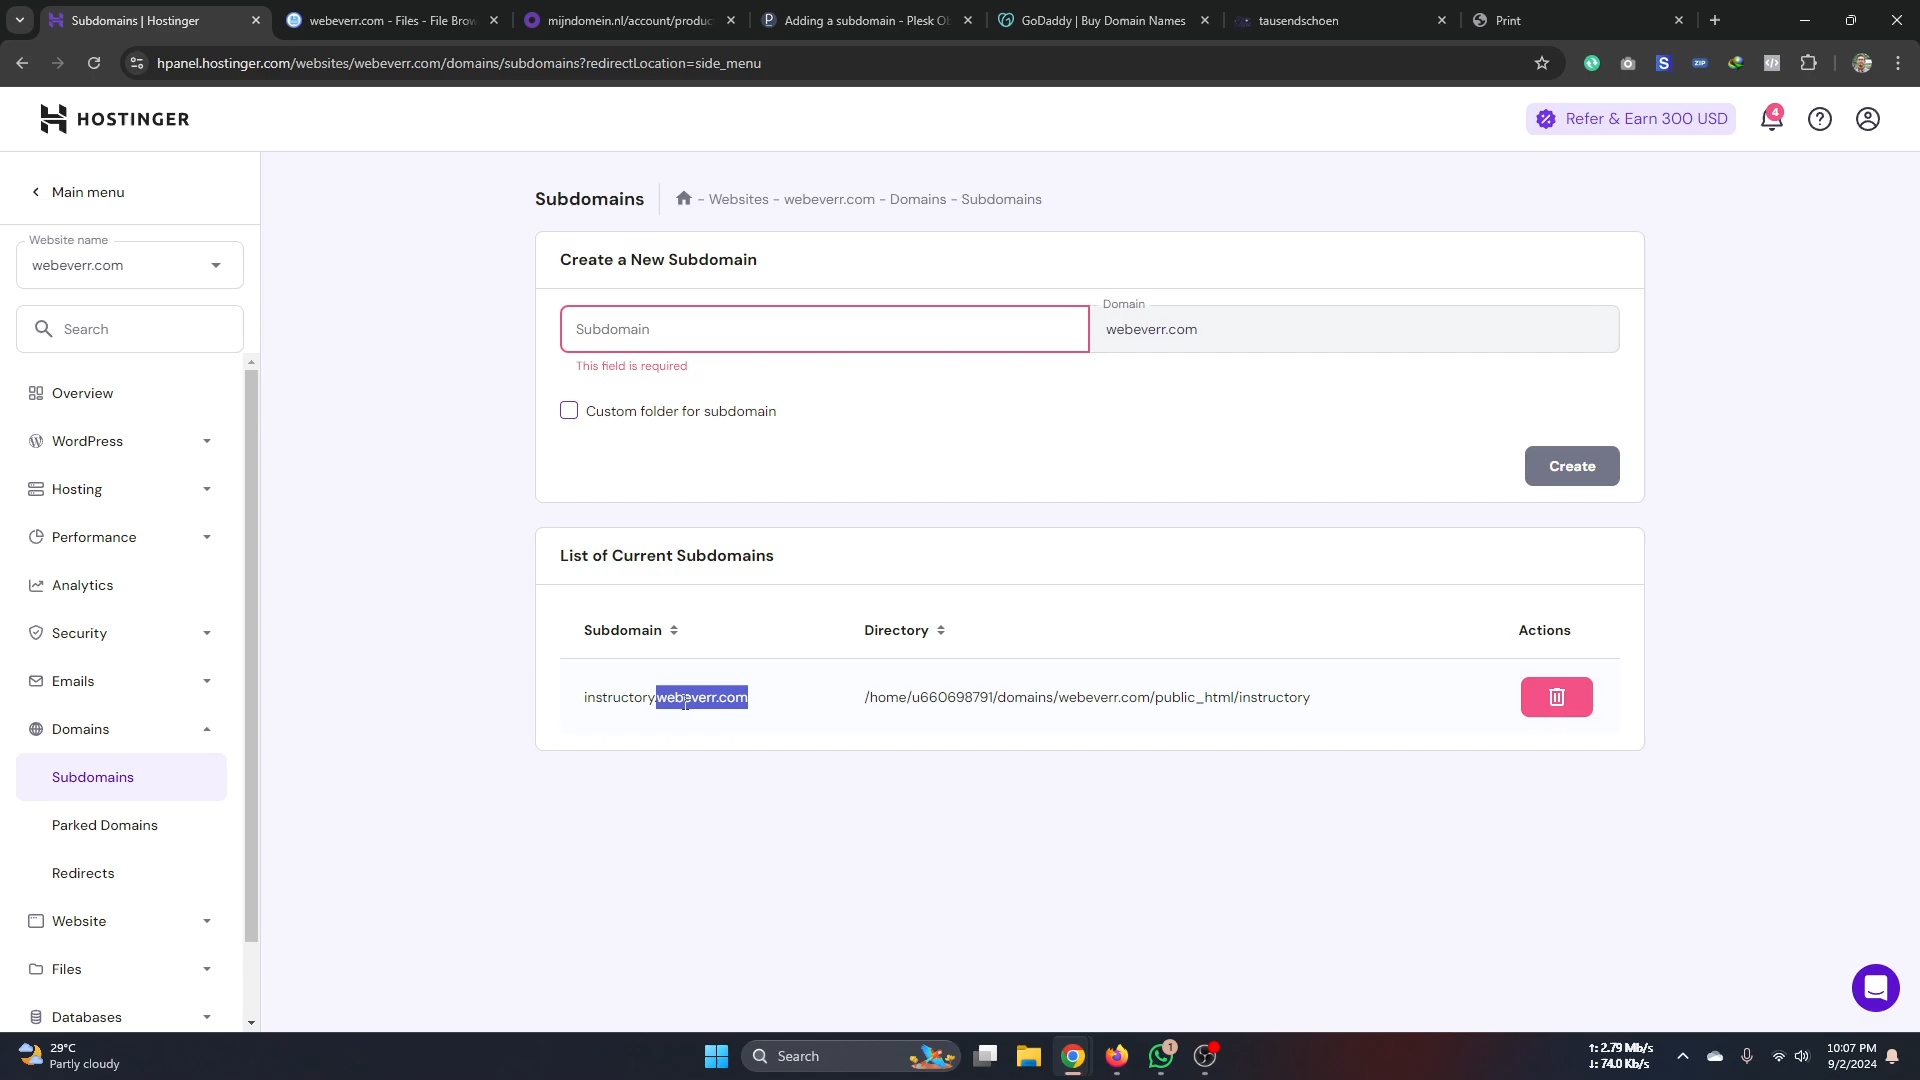 Subdomains | Hostinger
webeverr.com - Files - File Brow
mijndomein.nl/account/produc
Adding a subdomain - Plesk Ob
GoDaddy | Buy Domain Names
tausendschoen
Print
hpanel.hostinger.com/websites/webeverr.com/domains/subdomains?redirectLocation=side_menu
HOSTINGER
Refer & Earn 300 USD
4
Main menu
Website name
webeverr.com
Search
Overview
WordPress
Hosting
Performance
Analytics
Security
Emails
Domains
Subdomains
Parked Domains
Redirects
Website
Files
Databases
Subdomains
- Websites - webeverr.com - Domains - Subdomains
Create a New Subdomain
Subdomain
Domain
webeverr.com
This field is required
Custom folder for subdomain
Create
List of Current Subdomains
Subdomain
Directory
Actions
instructory.webeverr.com
/home/u660698791/domains/webeverr.com/public_html/instructory
29°C
Partly cloudy
Search
1
↑: 2.79 Mb/s
↓: 74.0 Kb/s
10:07 PM
9/2/2024